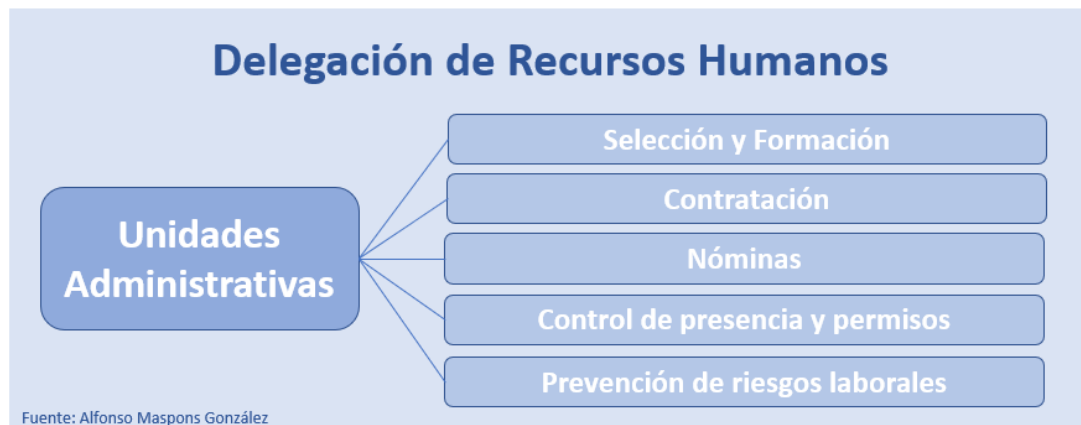 Delegación de Recursos Humanos
Unidades
Administrativas
Selección y Formación
Contratación
Nóminas
Control de presencia y permisos
Prevención de riesgos laborales
Fuente: Alfonso Maspons González